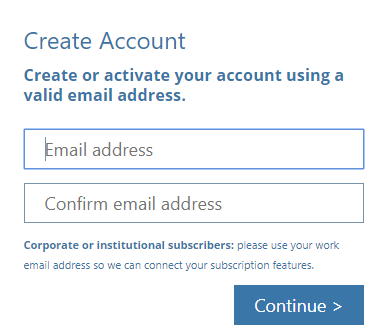 Create Account
Create or activate your account using a
valid email address.
Email address
Confirm email address
Corporate or institutional subscribers: please use your work
email address so we can connect your subscription features.
Continue >